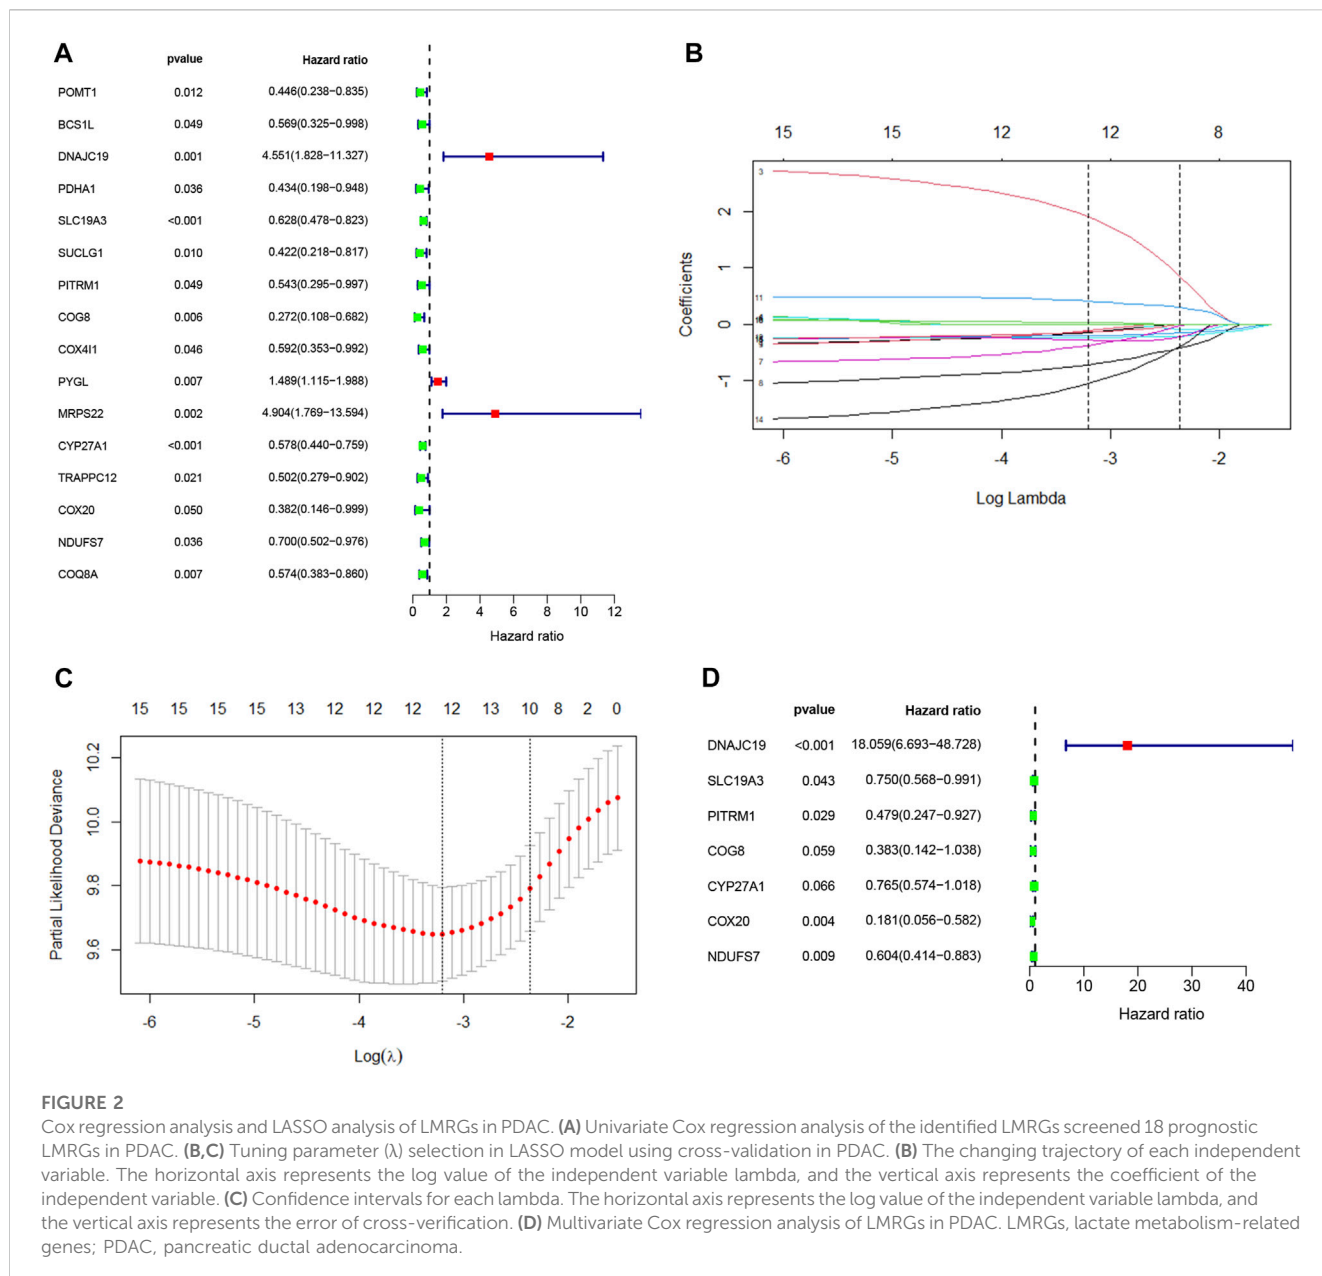 A
pvalue Hazard ratio
POMT1 0.012 0.446(0.238−0.835)
BCS1L 0.049 0.569(0.325−0.998)
DNAJC19 0.001 4.551(1.828−11.327)
PDHA1 0.036 0.434(0.198−0.948)
SLC19A3 <0.001 0.628(0.478−0.823)
SUCLG1 0.010 0.422(0.218−0.817)
PITRM1 0.049 0.543(0.295−0.997)
COG8 0.006 0.272(0.108−0.682)
COX4I1 0.046 0.592(0.353−0.992)
PYGL 0.007 1.489(1.115−1.988)
MRPS22 0.002 4.904(1.769−13.594)
CYP27A1 <0.001 0.578(0.440−0.759)
TRAPPC12 0.021 0.502(0.279−0.902)
COX20 0.050 0.382(0.146−0.999)
NDUFS7 0.036 0.700(0.502−0.976)
COQ8A 0.007 0.574(0.383−0.860)
0 2 4 6 8 10 12
Hazard ratio
B
15 15 12 12 8
2
1
0
-1
Coefficients
3
11
7
8
14
-6 -5 -4 -3 -2
Log Lambda
C
15 15 15 15 13 12 12 12 12 13 10 8 2 0
10.2
10.0
9.8
9.6
Partial Likelihood Deviance
-6 -5 -4 -3 -2
Log(λ)
D
pvalue Hazard ratio
DNAJC19 <0.001 18.059(6.693−48.728)
SLC19A3 0.043 0.750(0.568−0.991)
PITRM1 0.029 0.479(0.247−0.927)
COG8 0.059 0.383(0.142−1.038)
CYP27A1 0.066 0.765(0.574−1.018)
COX20 0.004 0.181(0.056−0.582)
NDUFS7 0.009 0.604(0.414−0.883)
0 10 20 30 40
Hazard ratio
FIGURE 2
Cox regression analysis and LASSO analysis of LMRGs in PDAC. (A) Univariate Cox regression analysis of the identified LMRGs screened 18 prognostic
LMRGs in PDAC. (B,C) Tuning parameter (λ) selection in LASSO model using cross-validation in PDAC. (B) The changing trajectory of each independent
variable. The horizontal axis represents the log value of the independent variable lambda, and the vertical axis represents the coefficient of the
independent variable. (C) Confidence intervals for each lambda. The horizontal axis represents the log value of the independent variable lambda, and
the vertical axis represents the error of cross-verification. (D) Multivariate Cox regression analysis of LMRGs in PDAC. LMRGs, lactate metabolism-related
genes; PDAC, pancreatic ductal adenocarcinoma.